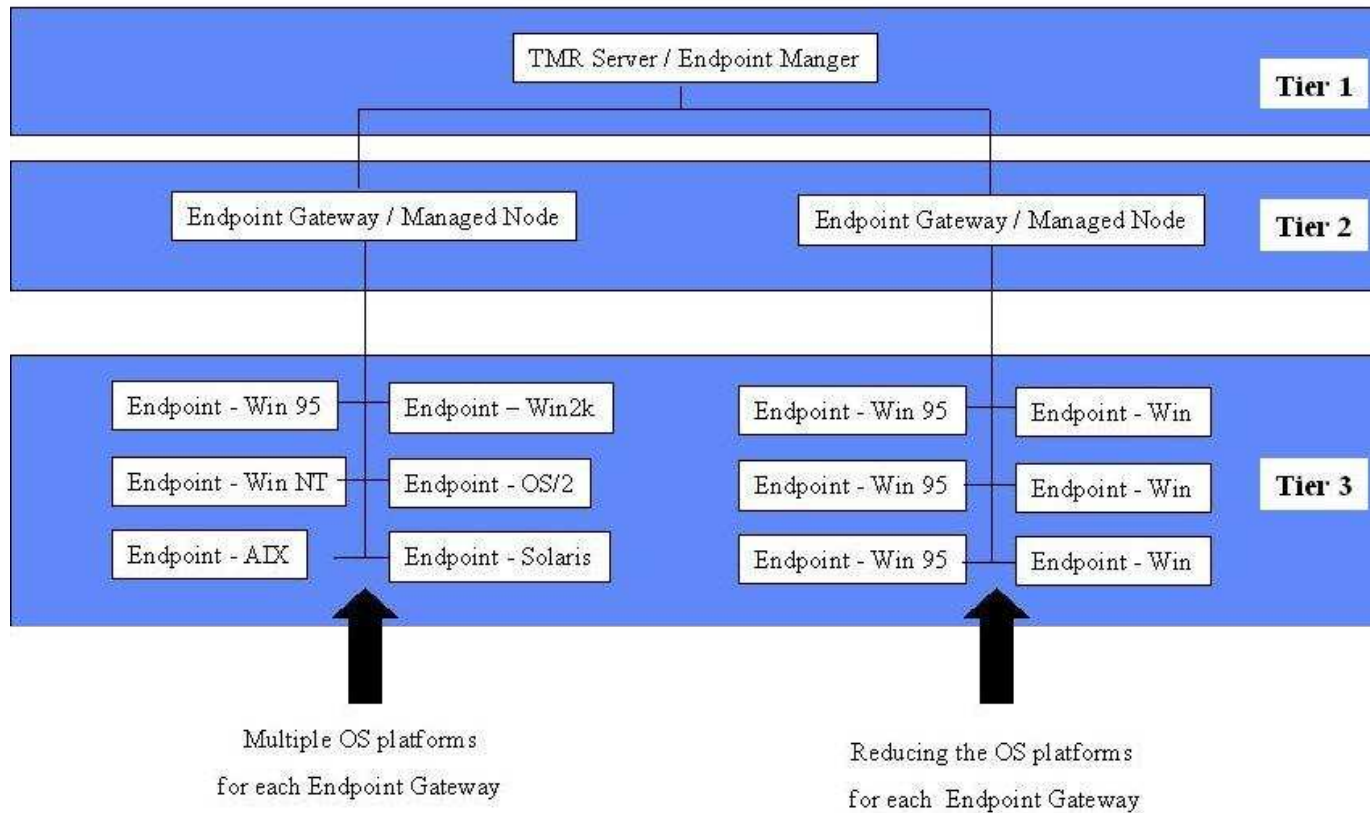 TMR Server / Endpoint Manger
Tier 1
Endpoint Gateway / Managed Node
Endpoint Gateway / Managed Node
Tier 2
Endpoint - Win 95
Endpoint – Win2k
Endpoint - Win NT
Endpoint - OS/2
Endpoint - AIX
Endpoint - Solaris
Endpoint - Win 95
Endpoint - Win
Endpoint - Win 95
Endpoint - Win
Endpoint - Win 95
Endpoint - Win
Tier 3
Multiple OS platforms
for each Endpoint Gateway
Reducing the OS platforms
for each Endpoint Gateway